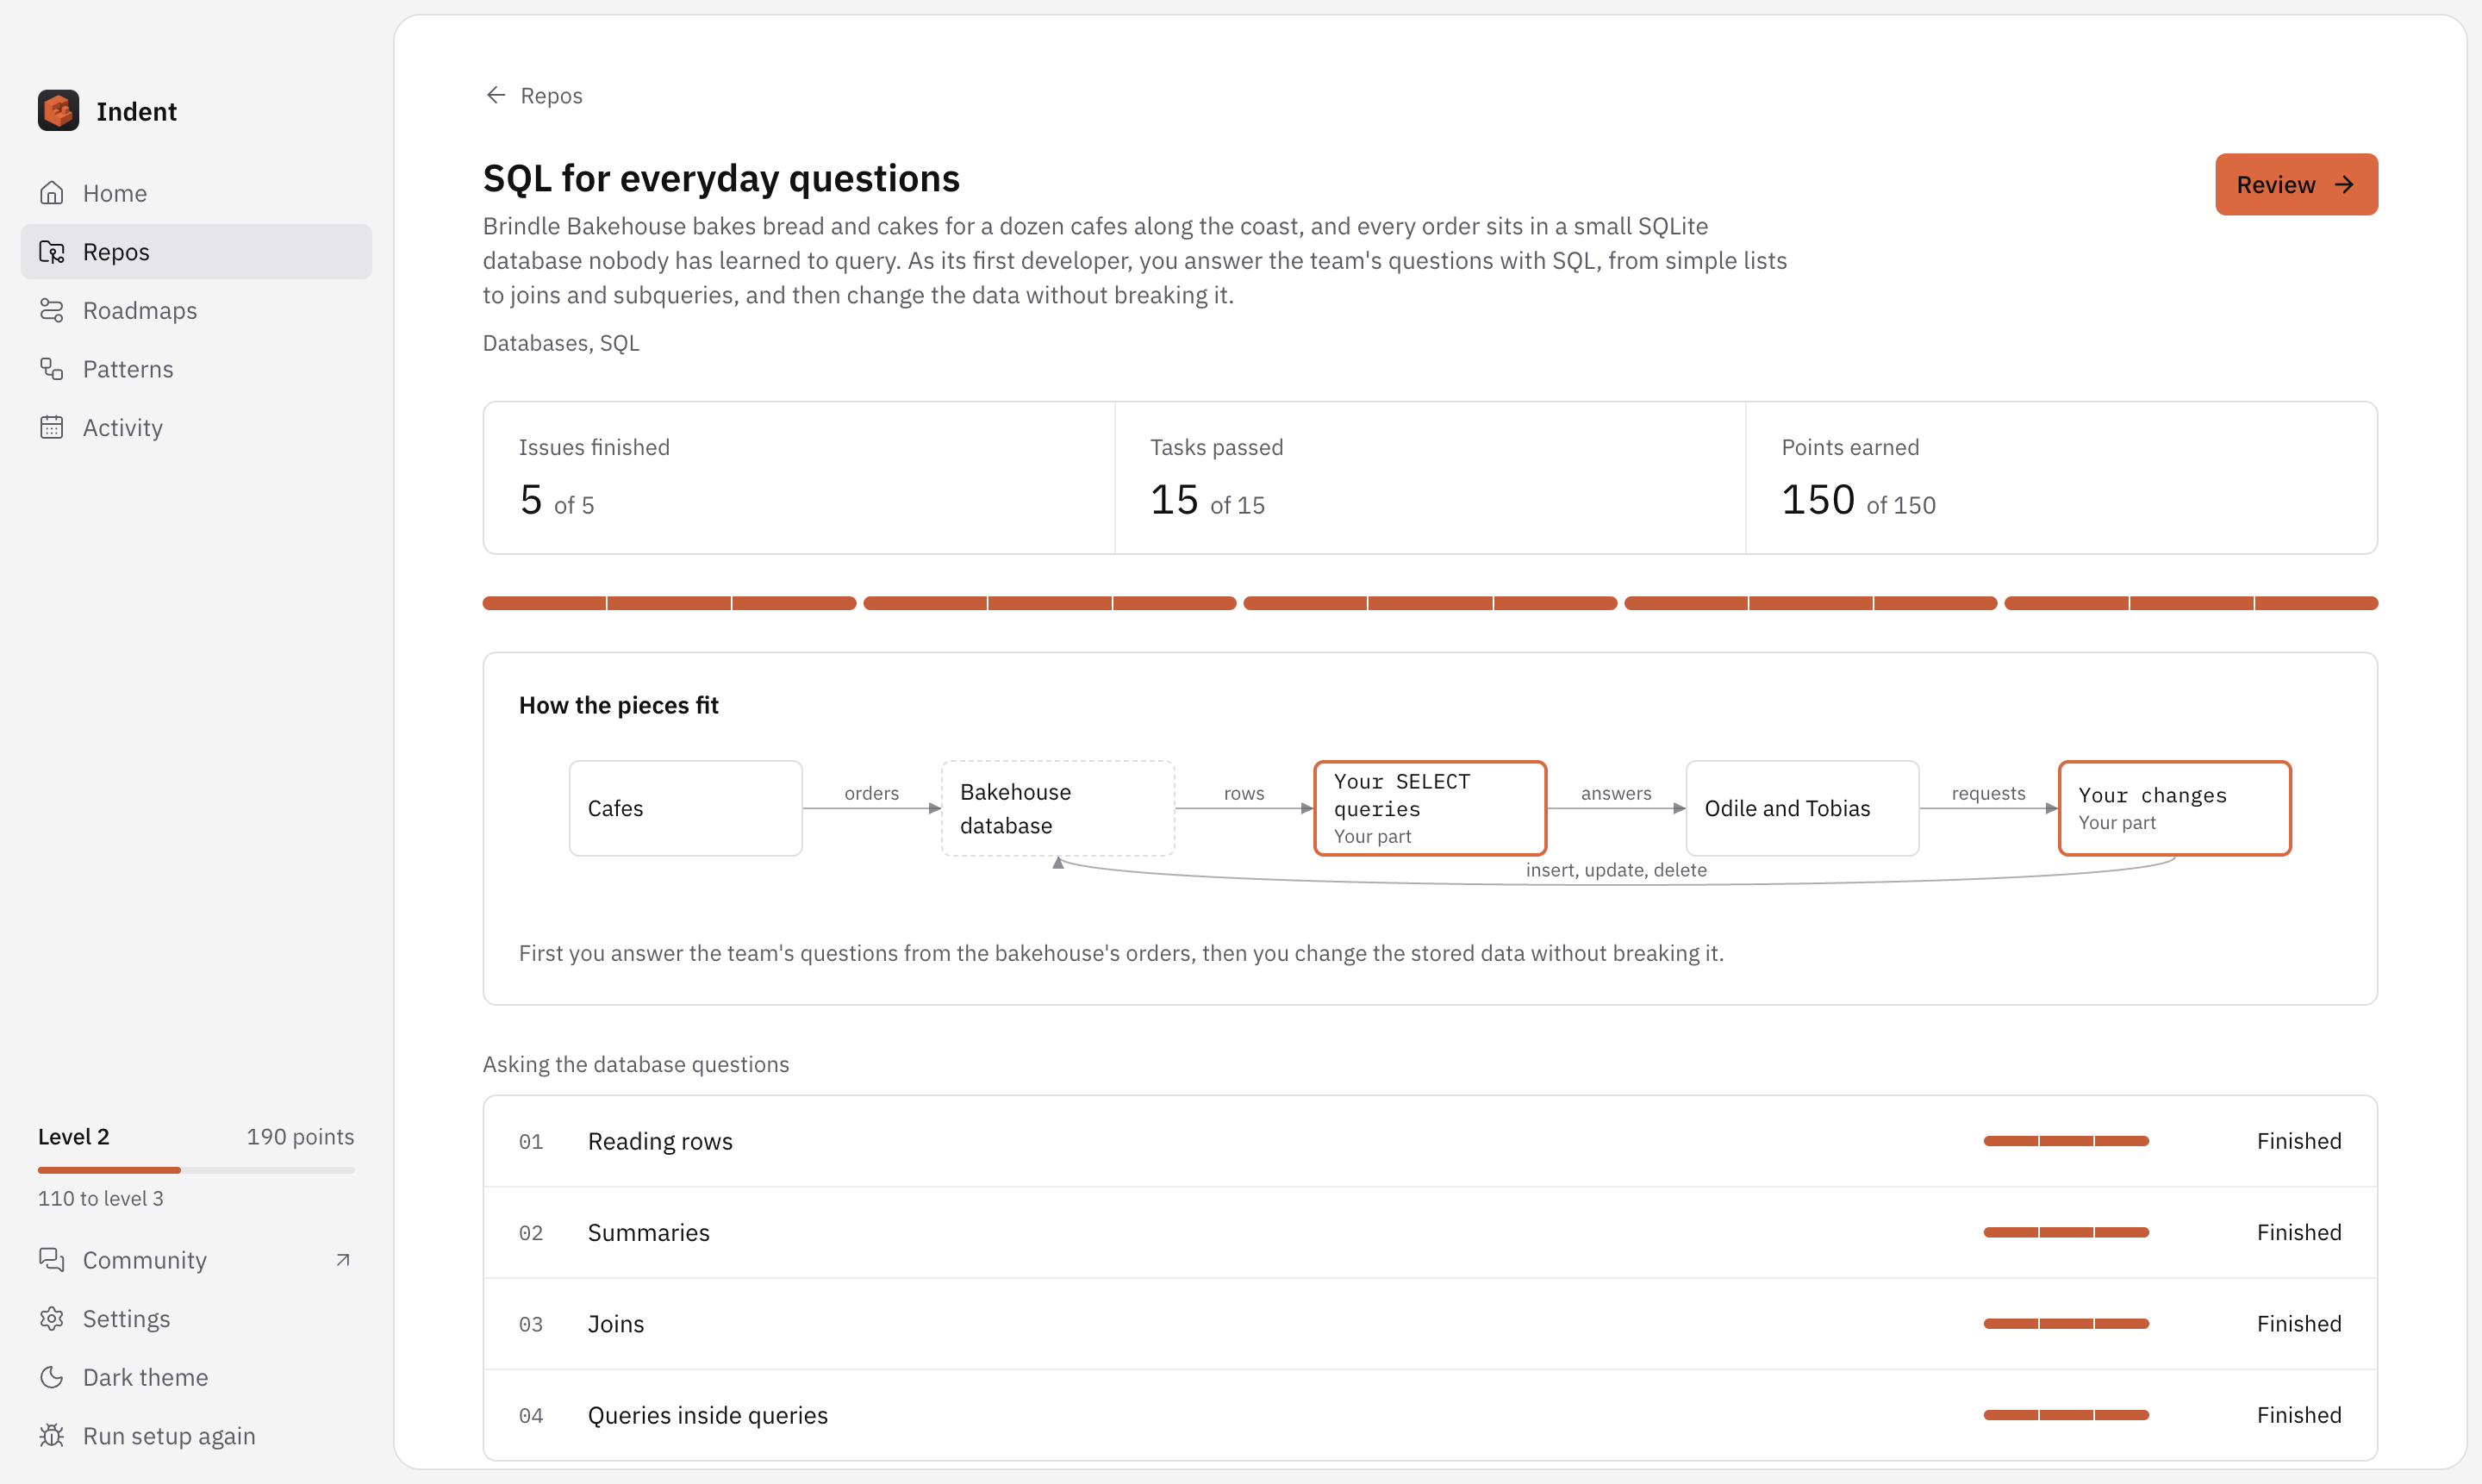 Indent
Home
Repos
Roadmaps
Patterns
Activity
Level 2
190 points
110 to level 3
Community
Settings
Dark theme
Run setup again
Repos
SQL for everyday questions
Review
Brindle Bakehouse bakes bread and cakes for a dozen cafes along the coast, and every order sits in a small SQLite
database nobody has learned to query. As its first developer, you answer the team's questions with SQL, from simple lists
to joins and subqueries, and then change the data without breaking it.
Databases, SQL
Issues finished
5 of 5
Tasks passed
15 of 15
Points earned
150 of 150
How the pieces fit
Cafes
orders
Bakehouse
database
rows
Your SELECT
queries
Your part
answers
Odile and Tobias
requests
Your changes
Your part
insert, update, delete
First you answer the team's questions from the bakehouse's orders, then you change the stored data without breaking it.
Asking the database questions
01 Reading rows Finished
02 Summaries Finished
03 Joins Finished
04 Queries inside queries Finished